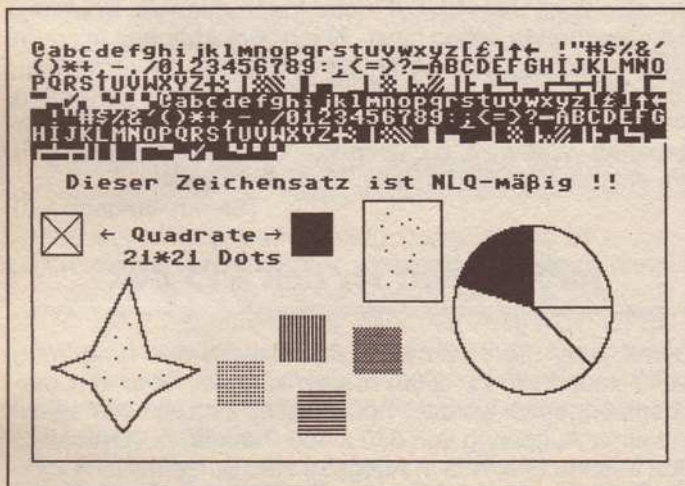 @abcdefghijklmnopqrstuvwxyz[£]↑← !"#$%&'
()*+,-./0123456789:;<=>?─ABCDEFGHIJKLMNO
PQRSTUVWXYZ
@abcdefghijklmnopqrstuvwxyz[£]↑←
!"#$%&'()*+,-./0123456789:;<=>?─ABCDEFG
HIJKLMNOPQRSTUVWXYZ
Dieser Zeichensatz ist NLQ-mäßig !!
← Quadrate →
21*21 Dots